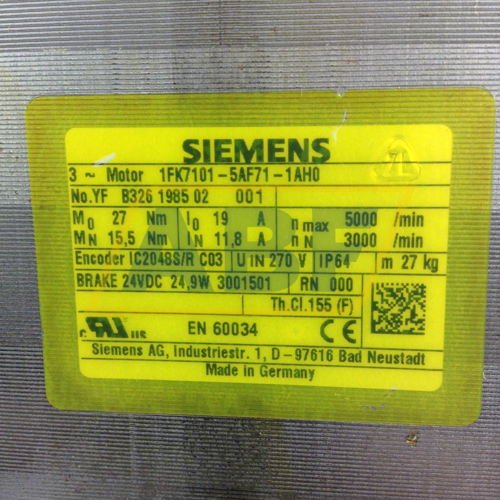 SIEMENS
3 ~ Motor 1FK7101-5AF71-1AH0
No.YF B326 1985 02 001
M0 27 Nm I0 19 A n max 5000 /min
MN 15,5 Nm IN 11,8 A n N 3000 /min
Encoder IC2048S/R C03 U IN 270 V IP64 m 27 kg
BRAKE 24VDC 24,9W 3001501 RN 000
Th.Cl.155 (F)
c UR US EN 60034 CE
Siemens AG, Industriestr. 1, D-97616 Bad Neustadt
Made in Germany